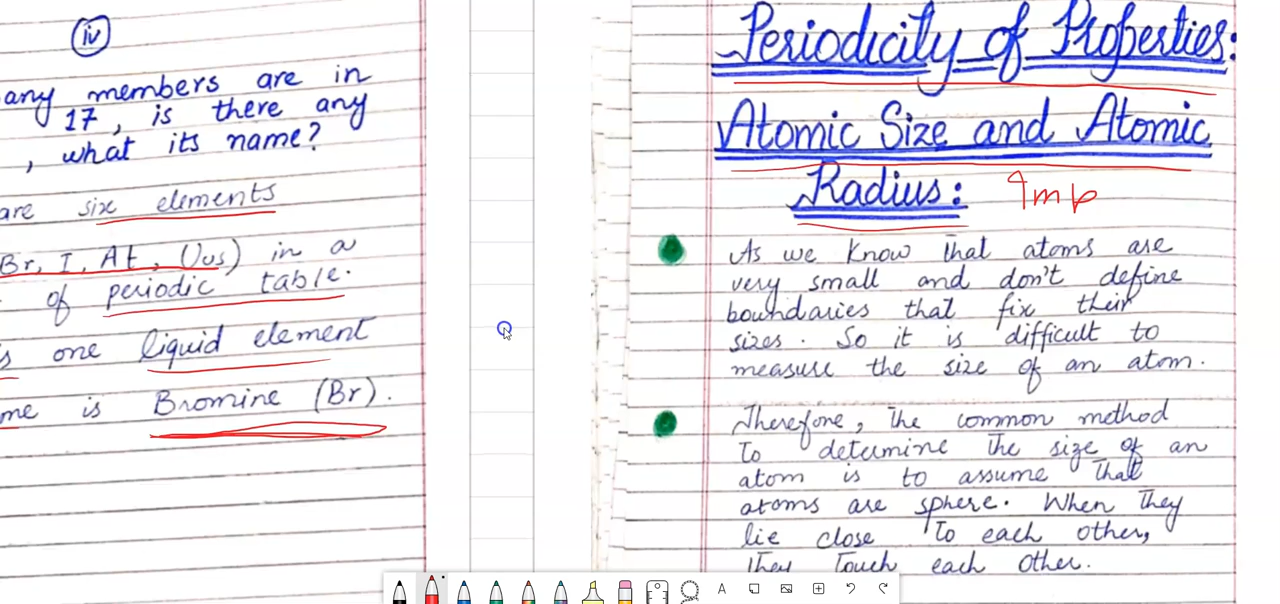 iv
any members are in
17, is there any
, what its name?
are six elements
Br, I, At, Uus) in a
of periodic table.
is one liquid element
me is Bromine (Br).
Periodicity of Properties:
Atomic Size and Atomic
Radius: Imp
As we know that atoms are
very small and don't define
boundaries that fix their
sizes. So it is difficult to
measure the size of an atom.
Therefore, the common method
to determine the size of an
atom is to assume that
atoms are sphere. When they
lie close to each other,
they touch each other.
A